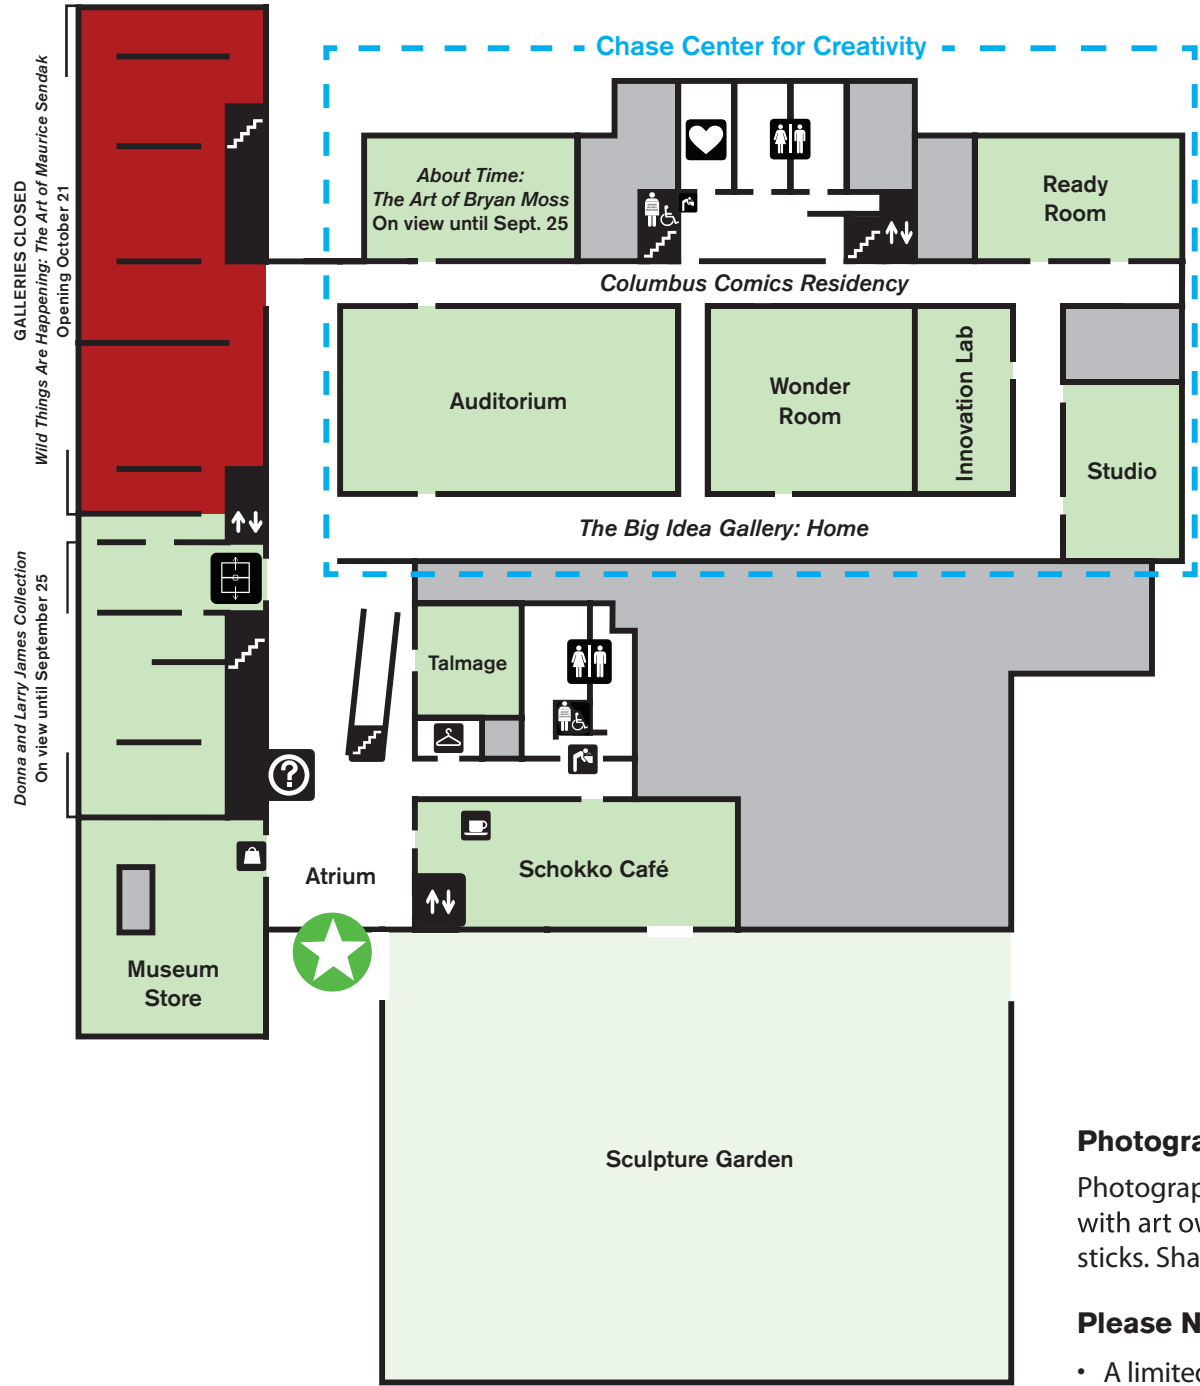 Chase Center for Creativity
GALLERIES CLOSED
Wild Things Are Happening: The Art of Maurice Sendak
Opening October 21
About Time:
The Art of Bryan Moss
On view until Sept. 25
Ready
Room
Columbus Comics Residency
Auditorium
Wonder
Room
Innovation Lab
Studio
The Big Idea Gallery: Home
Donna and Larry James Collection
On view until September 25
Talmage
?
Atrium
Schokko Café
Museum
Store
Sculpture Garden
Photogra
Photograp
with art ow
sticks. Sha
Please N
• A limited